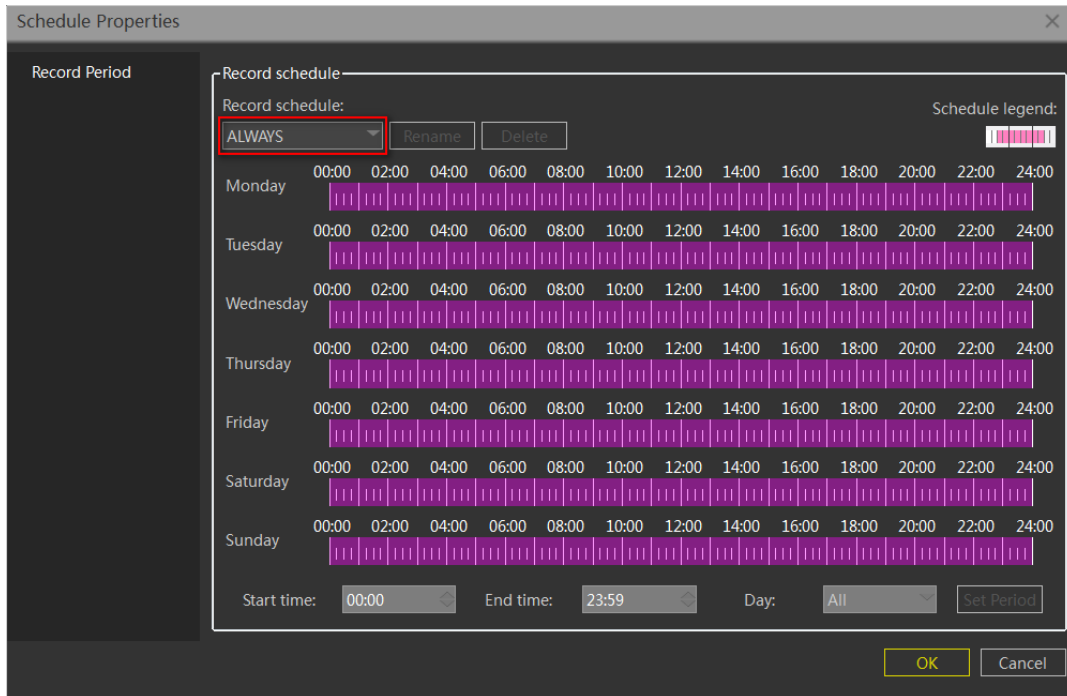 Schedule Properties
Record Period
Record schedule
Record schedule:
Schedule legend:
ALWAYS Rename Delete
00:00 02:00 04:00 06:00 08:00 10:00 12:00 14:00 16:00 18:00 20:00 22:00 24:00
Monday
00:00 02:00 04:00 06:00 08:00 10:00 12:00 14:00 16:00 18:00 20:00 22:00 24:00
Tuesday
00:00 02:00 04:00 06:00 08:00 10:00 12:00 14:00 16:00 18:00 20:00 22:00 24:00
Wednesday
00:00 02:00 04:00 06:00 08:00 10:00 12:00 14:00 16:00 18:00 20:00 22:00 24:00
Thursday
00:00 02:00 04:00 06:00 08:00 10:00 12:00 14:00 16:00 18:00 20:00 22:00 24:00
Friday
00:00 02:00 04:00 06:00 08:00 10:00 12:00 14:00 16:00 18:00 20:00 22:00 24:00
Saturday
00:00 02:00 04:00 06:00 08:00 10:00 12:00 14:00 16:00 18:00 20:00 22:00 24:00
Sunday
Start time: 00:00 End time: 23:59 Day: All Set Period
OK Cancel